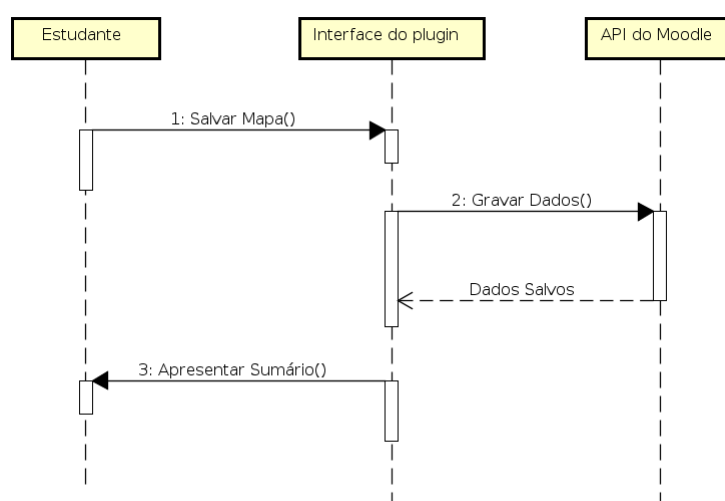 Estudante
Interface do plugin
API do Moodle
1: Salvar Mapa()
2: Gravar Dados()
Dados Salvos
3: Apresentar Sumário()